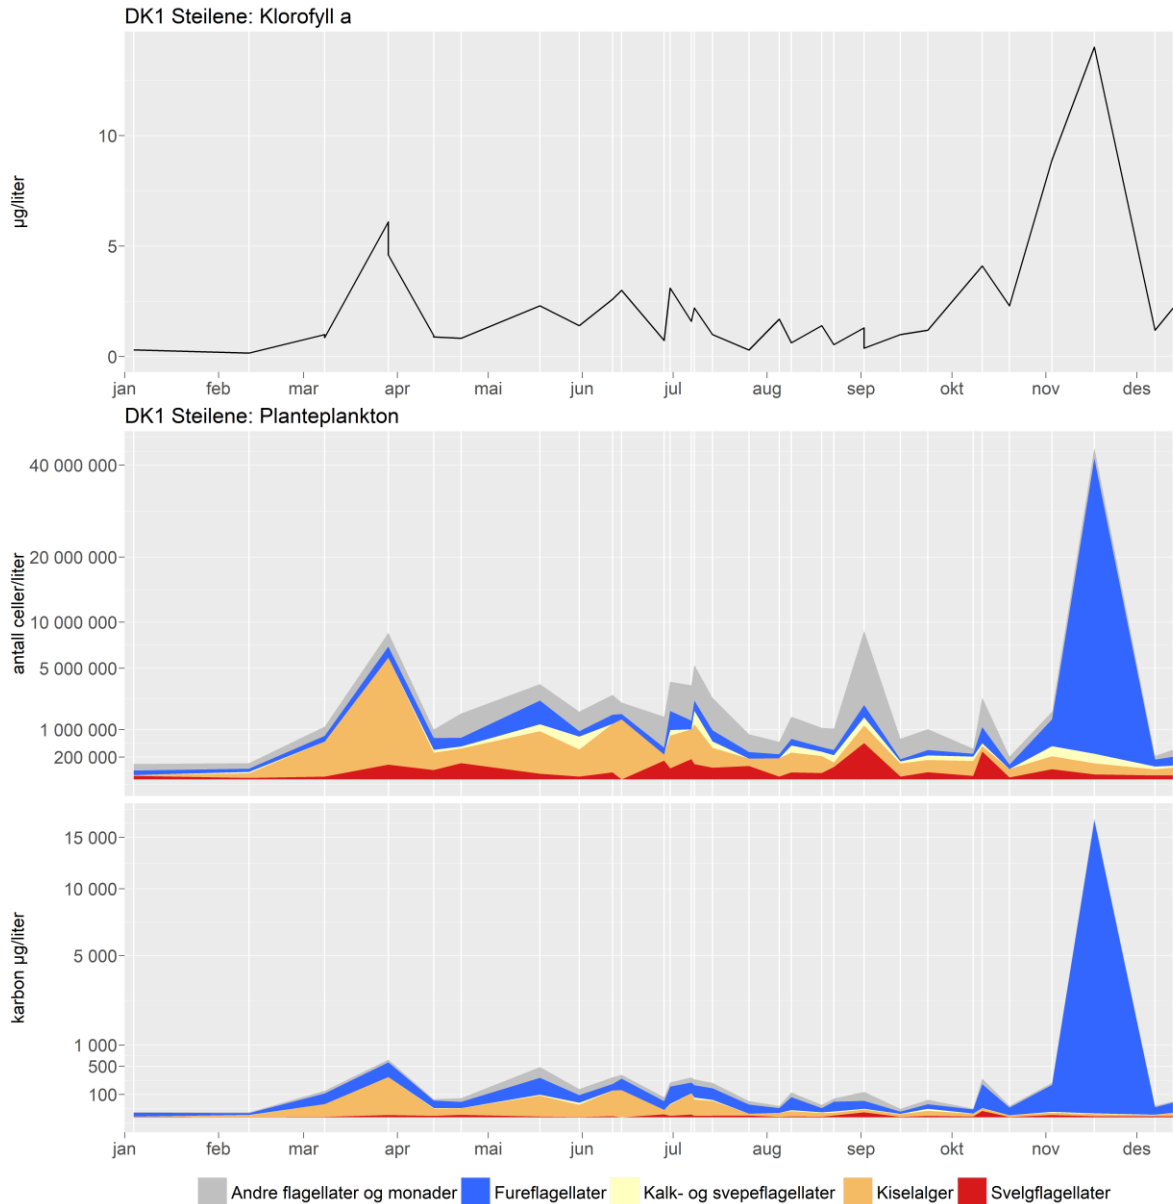 DK1 Steilene: Klorofyll a
µg/liter
10
5
0
jan feb mar apr mai jun jul aug sep okt nov des
DK1 Steilene: Planteplankton
antall celler/liter
40 000 000
20 000 000
10 000 000
5 000 000
1 000 000
200 000
karbon µg/liter
15 000
10 000
5 000
1 000
500
100
jan feb mar apr mai jun jul aug sep okt nov des
Andre flagellater og monader Fureflagellater Kalk- og svepeflagellater Kiselalger Svelgflagellater